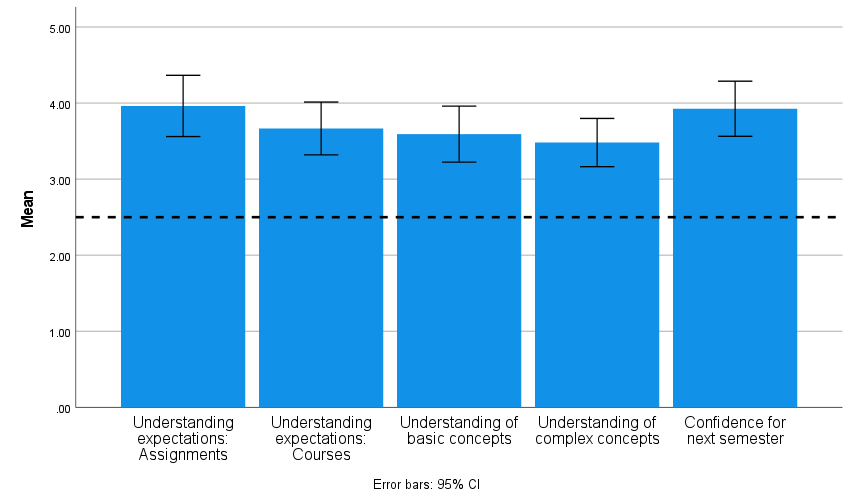 5.00
4.00
3.00
2.00
1.00
.00
Mean
Understanding
expectations:
Assignments
Understanding
expectations:
Courses
Understanding of
basic concepts
Understanding of
complex concepts
Confidence for
next semester
Error bars: 95% CI